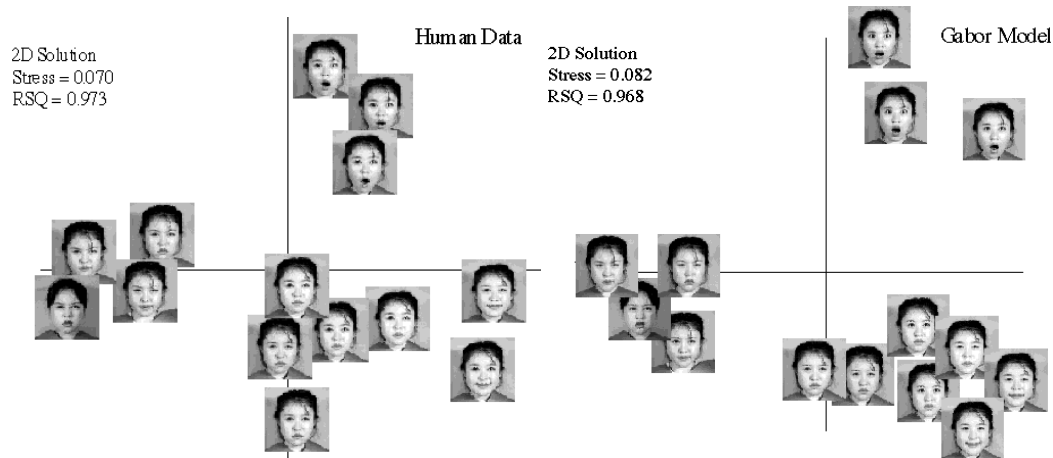 Human Data
2D Solution
Stress = 0.070
RSQ = 0.973
Gabor Model
2D Solution
Stress = 0.082
RSQ = 0.968